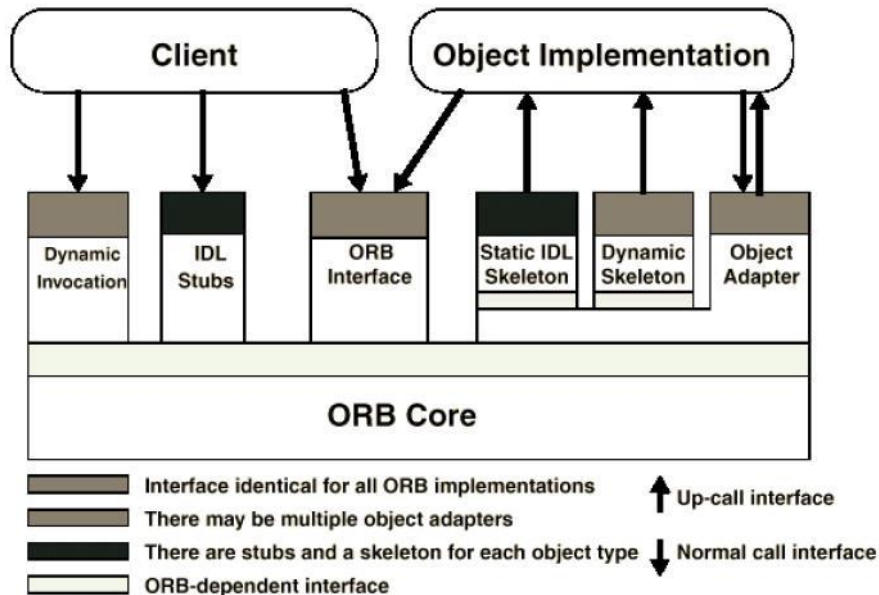 Client
Object Implementation
Dynamic
Invocation
IDL
Stubs
ORB
Interface
Static IDL
Skeleton
Dynamic
Skeleton
Object
Adapter
ORB Core
Interface identical for all ORB implementations
There may be multiple object adapters
There are stubs and a skeleton for each object type
ORB-dependent interface
Up-call interface
Normal call interface